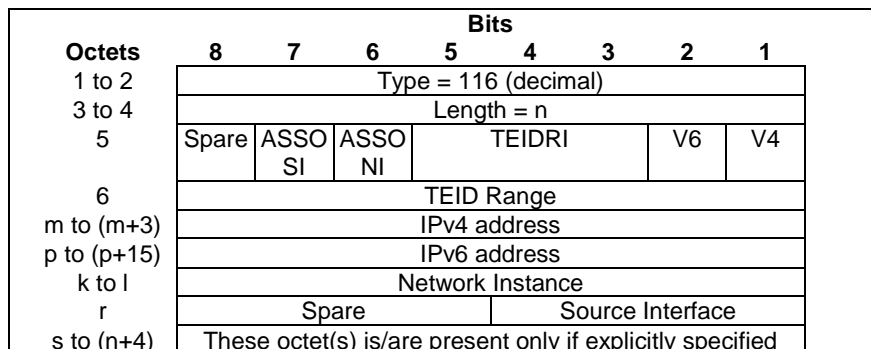 Bits
Octets 8 7 6 5 4 3 2 1
1 to 2 Type = 116 (decimal)
3 to 4 Length = n
5 Spare ASSO ASSO TEIDRI V6 V4
SI NI
6 TEID Range
m to (m+3) IPv4 address
p to (p+15) IPv6 address
k to l Network Instance
r Spare Source Interface
s to (n+4) These octet(s) is/are present only if explicitly specified